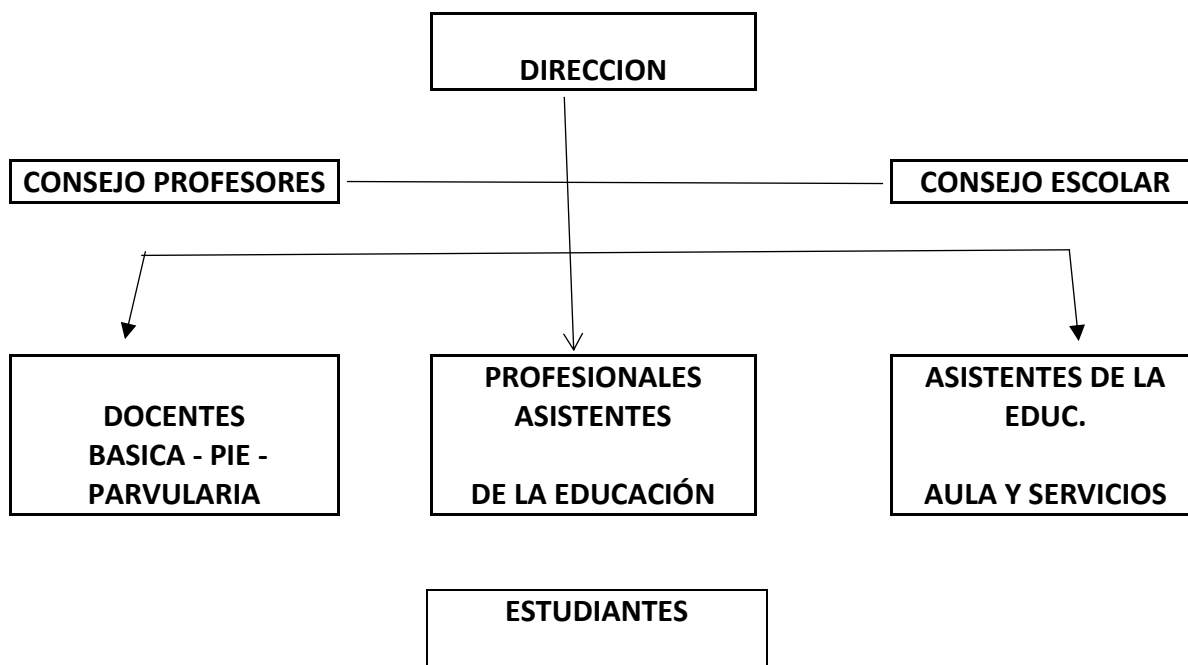 DIRECCION
CONSEJO PROFESORES
CONSEJO ESCOLAR
DOCENTES
BASICA - PIE -
PARVULARIA
PROFESIONALES
ASISTENTES
DE LA EDUCACIÓN
ASISTENTES DE LA
EDUC.
AULA Y SERVICIOS
ESTUDIANTES